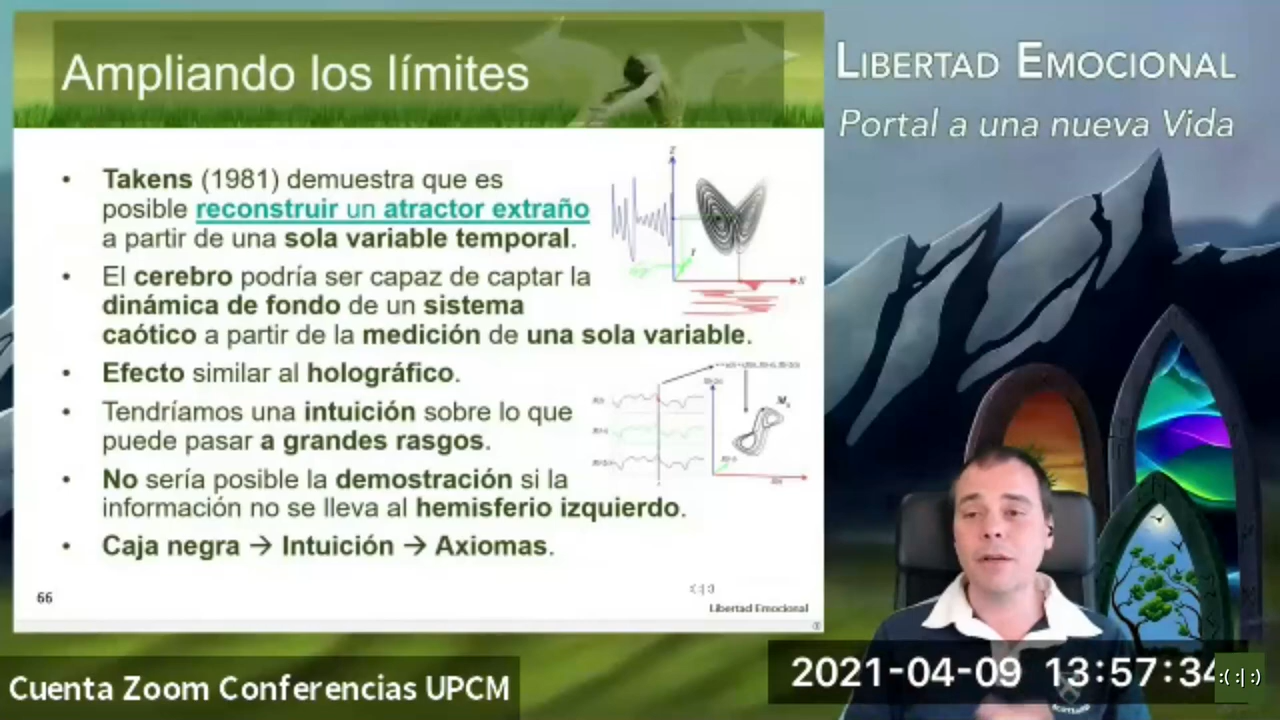 Ampliando los límites
LIBERTAD EMOCIONAL
Portal a una nueva Vida
• Takens (1981) demuestra que es
posible reconstruir un atractor extraño
a partir de una sola variable temporal.
• El cerebro podría ser capaz de captar la
dinámica de fondo de un sistema
caótico a partir de la medición de una sola variable.
• Efecto similar al holográfico.
• Tendríamos una intuición sobre lo que
puede pasar a grandes rasgos.
• No sería posible la demostración si la
información no se lleva al hemisferio izquierdo.
• Caja negra → Intuición → Axiomas.
66
Libertad Emocional
Cuenta Zoom Conferencias UPCM
2021-04-09 13:57:34
:( :|:)